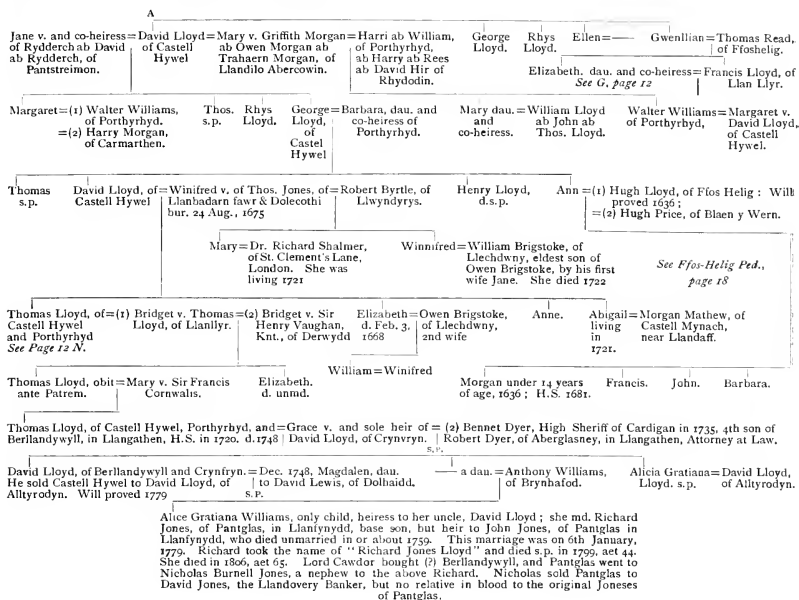 A
Jane v. and co-heiress=David Lloyd=Mary v. Griffith Morgan=Harri ab William, George Rhys Ellen=—— Gwenllian=Thomas Read,
of Rydderch ab David of Castell ab Owen Morgan ab of Porthyrhyd, Lloyd. Lloyd. of Ffoshelig.
ab Rydderch, of Hywel Trahaern Morgan, of ab Harry ab Rees
Pantstreimon. Llandilo Abercowin. ab David Hir of Rhydodin.
Elizabeth. dau. and co-heiress=Francis Lloyd, of
See G, page 12 Llan Llyr.
Margaret=(1) Walter Williams, Thos. Rhys George=Barbara, dau. and Mary dau.=William Lloyd Walter Williams=Margaret v.
of Porthyrhyd. s.p. Lloyd. Lloyd, co-heiress of and ab John ab of Porthyrhyd, David Lloyd,
=(2) Harry Morgan, of Porthyrhyd. co-heiress. Thos. Lloyd. of Castell
of Carmarthen. Castel Hywel.
Hywel
Thomas David Lloyd, of=Winifred v. of Thos. Jones, of=Robert Byrtle, of Henry Lloyd, Ann=(1) Hugh Lloyd, of Ffos Helig : Will
s.p. Castell Hywel Llanbadarn fawr & Dolecothi Llwyndyrys. d.s.p. proved 1636 ;
bur. 24 Aug., 1675 =(2) Hugh Price, of Blaen y Wern.
Mary=Dr. Richard Shalmer, Winnifred=William Brigstoke, of
of St. Clement's Lane, Llechdwny, eldest son of See Ffos-Helig Ped.,
London. She was Owen Brigstoke, by his first page 18
living 1721 wife Jane. She died 1722
Thomas Lloyd, of=(1) Bridget v. Thomas=(2) Bridget v. Sir Elizabeth=Owen Brigstoke, Anne. Abigail=Morgan Mathew, of
Castell Hywel Lloyd, of Llanllyr. Henry Vaughan, d. Feb. 3, of Llechdwny, living Castell Mynach,
and Porthyrhyd Knt., of Derwydd 1668 2nd wife in near Llandaff.
See Page 12 N. 1721.
William=Winifred
Thomas Lloyd, obit=Mary v. Sir Francis Elizabeth. Morgan under 14 years Francis. John. Barbara.
ante Patrem. Cornwalis. d. unmd. of age, 1636 ; H.S. 1681.
Thomas Lloyd, of Castell Hywel, Porthyrhyd, and=Grace v. and sole heir of = (2) Bennet Dyer, High Sheriff of Cardigan in 1735, 4th son of
Berllandywyll, in Llangathen, H.S. in 1720. d.1748 David Lloyd, of Crynvryn. Robert Dyer, of Aberglasney, in Llangathen, Attorney at Law.
S.P.
David Lloyd, of Berllandywyll and Crynfryn.=Dec. 1748, Magdalen, dau. — a dau.=Anthony Williams, Alicia Gratiana=David Lloyd,
He sold Castell Hywel to David Lloyd, of to David Lewis, of Dolhaidd. of Brynhafod. Lloyd. s.p. of Alltyrodyn.
Alltyrodyn. Will proved 1779 S.P.
Alice Gratiana Williams, only child, heiress to her uncle, David Lloyd ; she md. Richard
Jones, of Pantglas, in Llanfynydd, base son, but heir to John Jones, of Pantglas in
Llanfynydd, who died unmarried in or about 1759. This marriage was on 6th January,
1779. Richard took the name of "Richard Jones Lloyd" and died s.p. in 1799, aet 44.
She died in 1806, aet 65. Lord Cawdor bought (?) Berllandywyll, and Pantglas went to
Nicholas Burnell Jones, a nephew to the above Richard. Nicholas sold Pantglas to
David Jones, the Llandovery Banker, but no relative in blood to the original Joneses
of Pantglas.